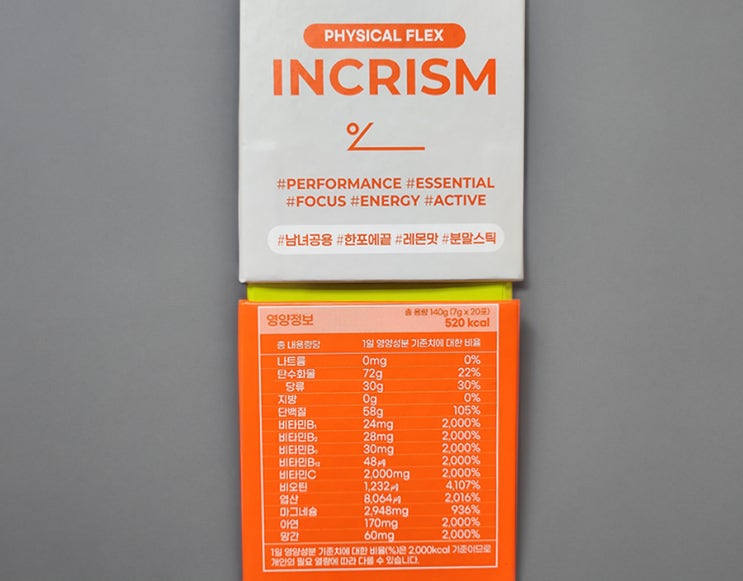 PHYSICAL FLEX
INCRISM
#PERFORMANCE #ESSENTIAL
#FOCUS #ENERGY #ACTIVE
#남녀공용 #한포에끝 #레몬맛 #분말스틱
영양정보 총 용량 140g (7g x 20포)
520 kcal
총 내용량당 1일 영양성분 기준치에 대한 비율
나트륨 0mg 0%
탄수화물 72g 22%
당류 30g 30%
지방 0g 0%
단백질 58g 105%
비타민B₁ 24mg 2,000%
비타민B₂ 28mg 2,000%
비타민B₆ 30mg 2,000%
비타민B₁₂ 48㎍ 2,000%
비타민C 2,000mg 2,000%
비오틴 1,232㎍ 4,107%
엽산 8,064㎍ 2,016%
마그네슘 2,948mg 936%
아연 170mg 2,000%
망간 60mg 2,000%
1일 영양성분 기준치에 대한 비율(%)은 2,000kcal 기준이므로
개인의 필요 열량에 따라 다를 수 있습니다.